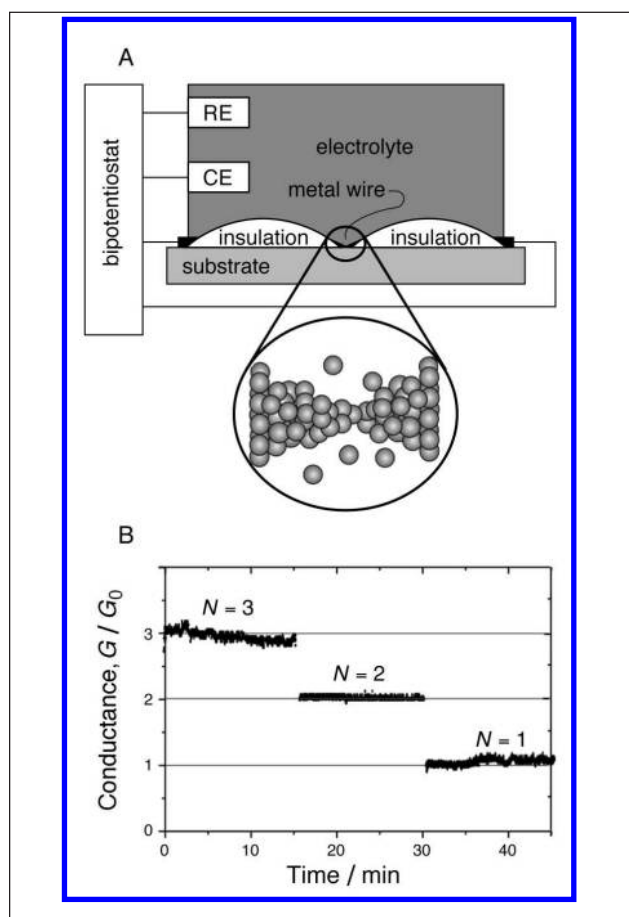 A
RE
electrolyte
CE
metal wire
bipotentiostat
insulation
insulation
substrate
B
Conductance, G / G0
N = 3
N = 2
N = 1
3
2
1
0
0
10
20
30
40
Time / min